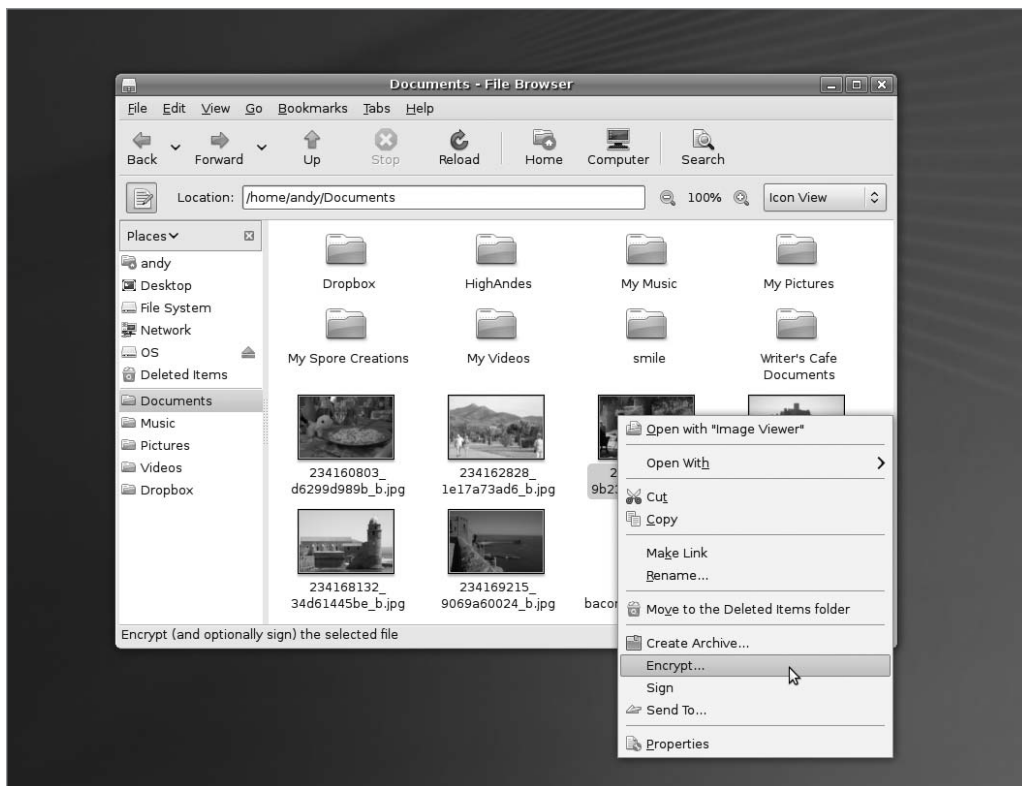 Documents - File Browser
File Edit View Go Bookmarks Tabs Help
Back Forward Up Stop Reload Home Computer Search
Location: /home/andy/Documents 100% Icon View
Places
andy
Desktop
File System
Network
OS
Deleted Items
Documents
Music
Pictures
Videos
Dropbox
Dropbox HighAndes My Music My Pictures
My Spore Creations My Videos smile Writer's Cafe
Documents
234160803_ 234162828_
d6299d989b_b.jpg 1e17a73ad6_b.jpg
234168132_ 234169215_
34d61445be_b.jpg 9069a60024_b.jpg
Encrypt (and optionally sign) the selected file
Open with "Image Viewer"
Open With
Cut
Copy
Make Link
Rename...
Move to the Deleted Items folder
Create Archive...
Encrypt...
Sign
Send To...
Properties